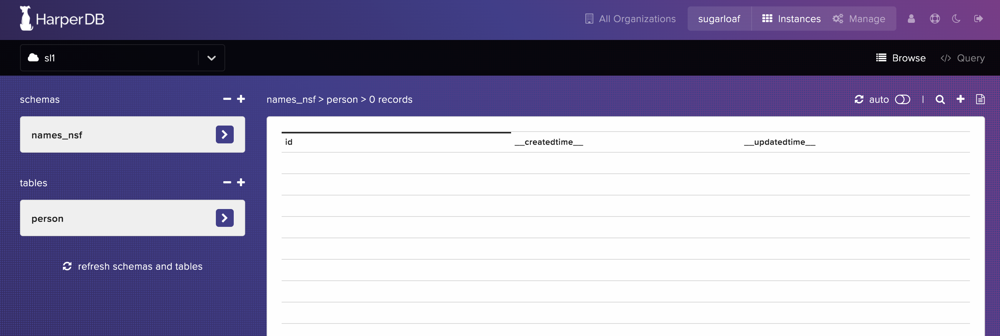 HarperDB
All Organizations
sugarloaf
Instances
Manage
sl1
Browse
</> Query
schemas
names_nsf
tables
person
refresh schemas and tables
names_nsf > person > 0 records
auto
|
id
__createdtime__
__updatedtime__